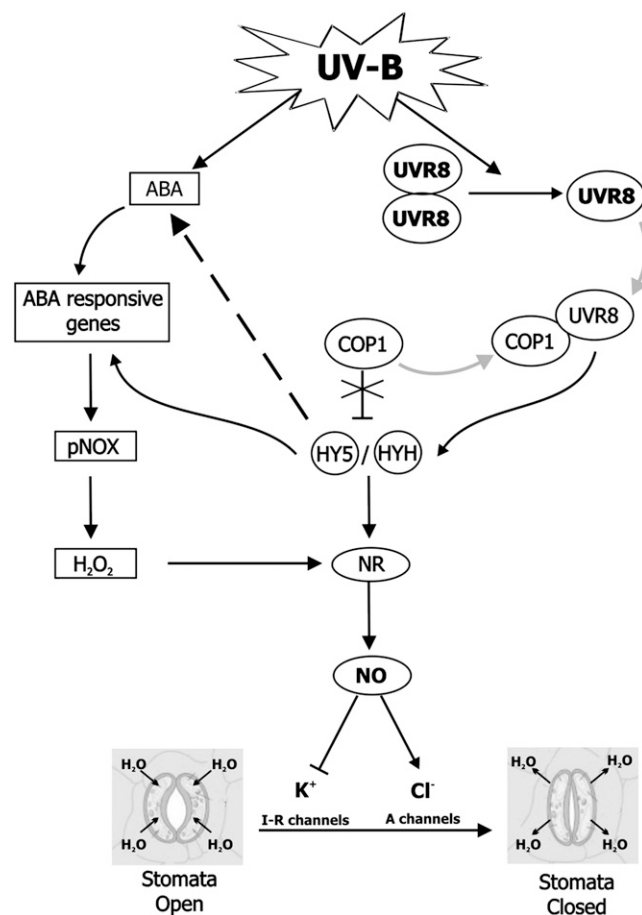 UV-B
ABA
UVR8
UVR8
UVR8
ABA responsive
genes
COP1
COP1
UVR8
pNOX
HY5 / HYH
H₂O₂
NR
NO
H₂O
H₂O
H₂O
H₂O
K⁺
Cl⁻
I-R channels
A channels
H₂O
H₂O
H₂O
H₂O
Stomata
Open
Stomata
Closed